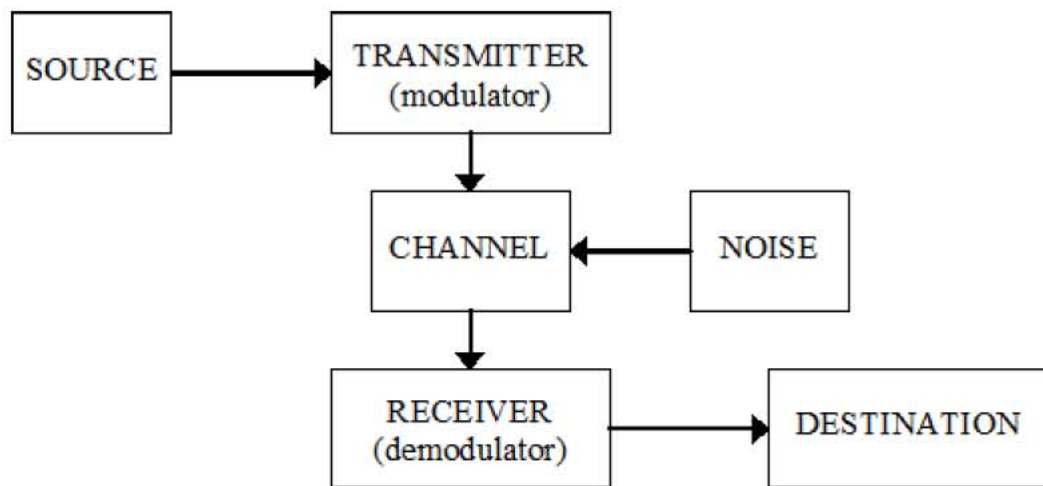 SOURCE
TRANSMITTER
(modulator)
CHANNEL
NOISE
RECEIVER
(demodulator)
DESTINATION